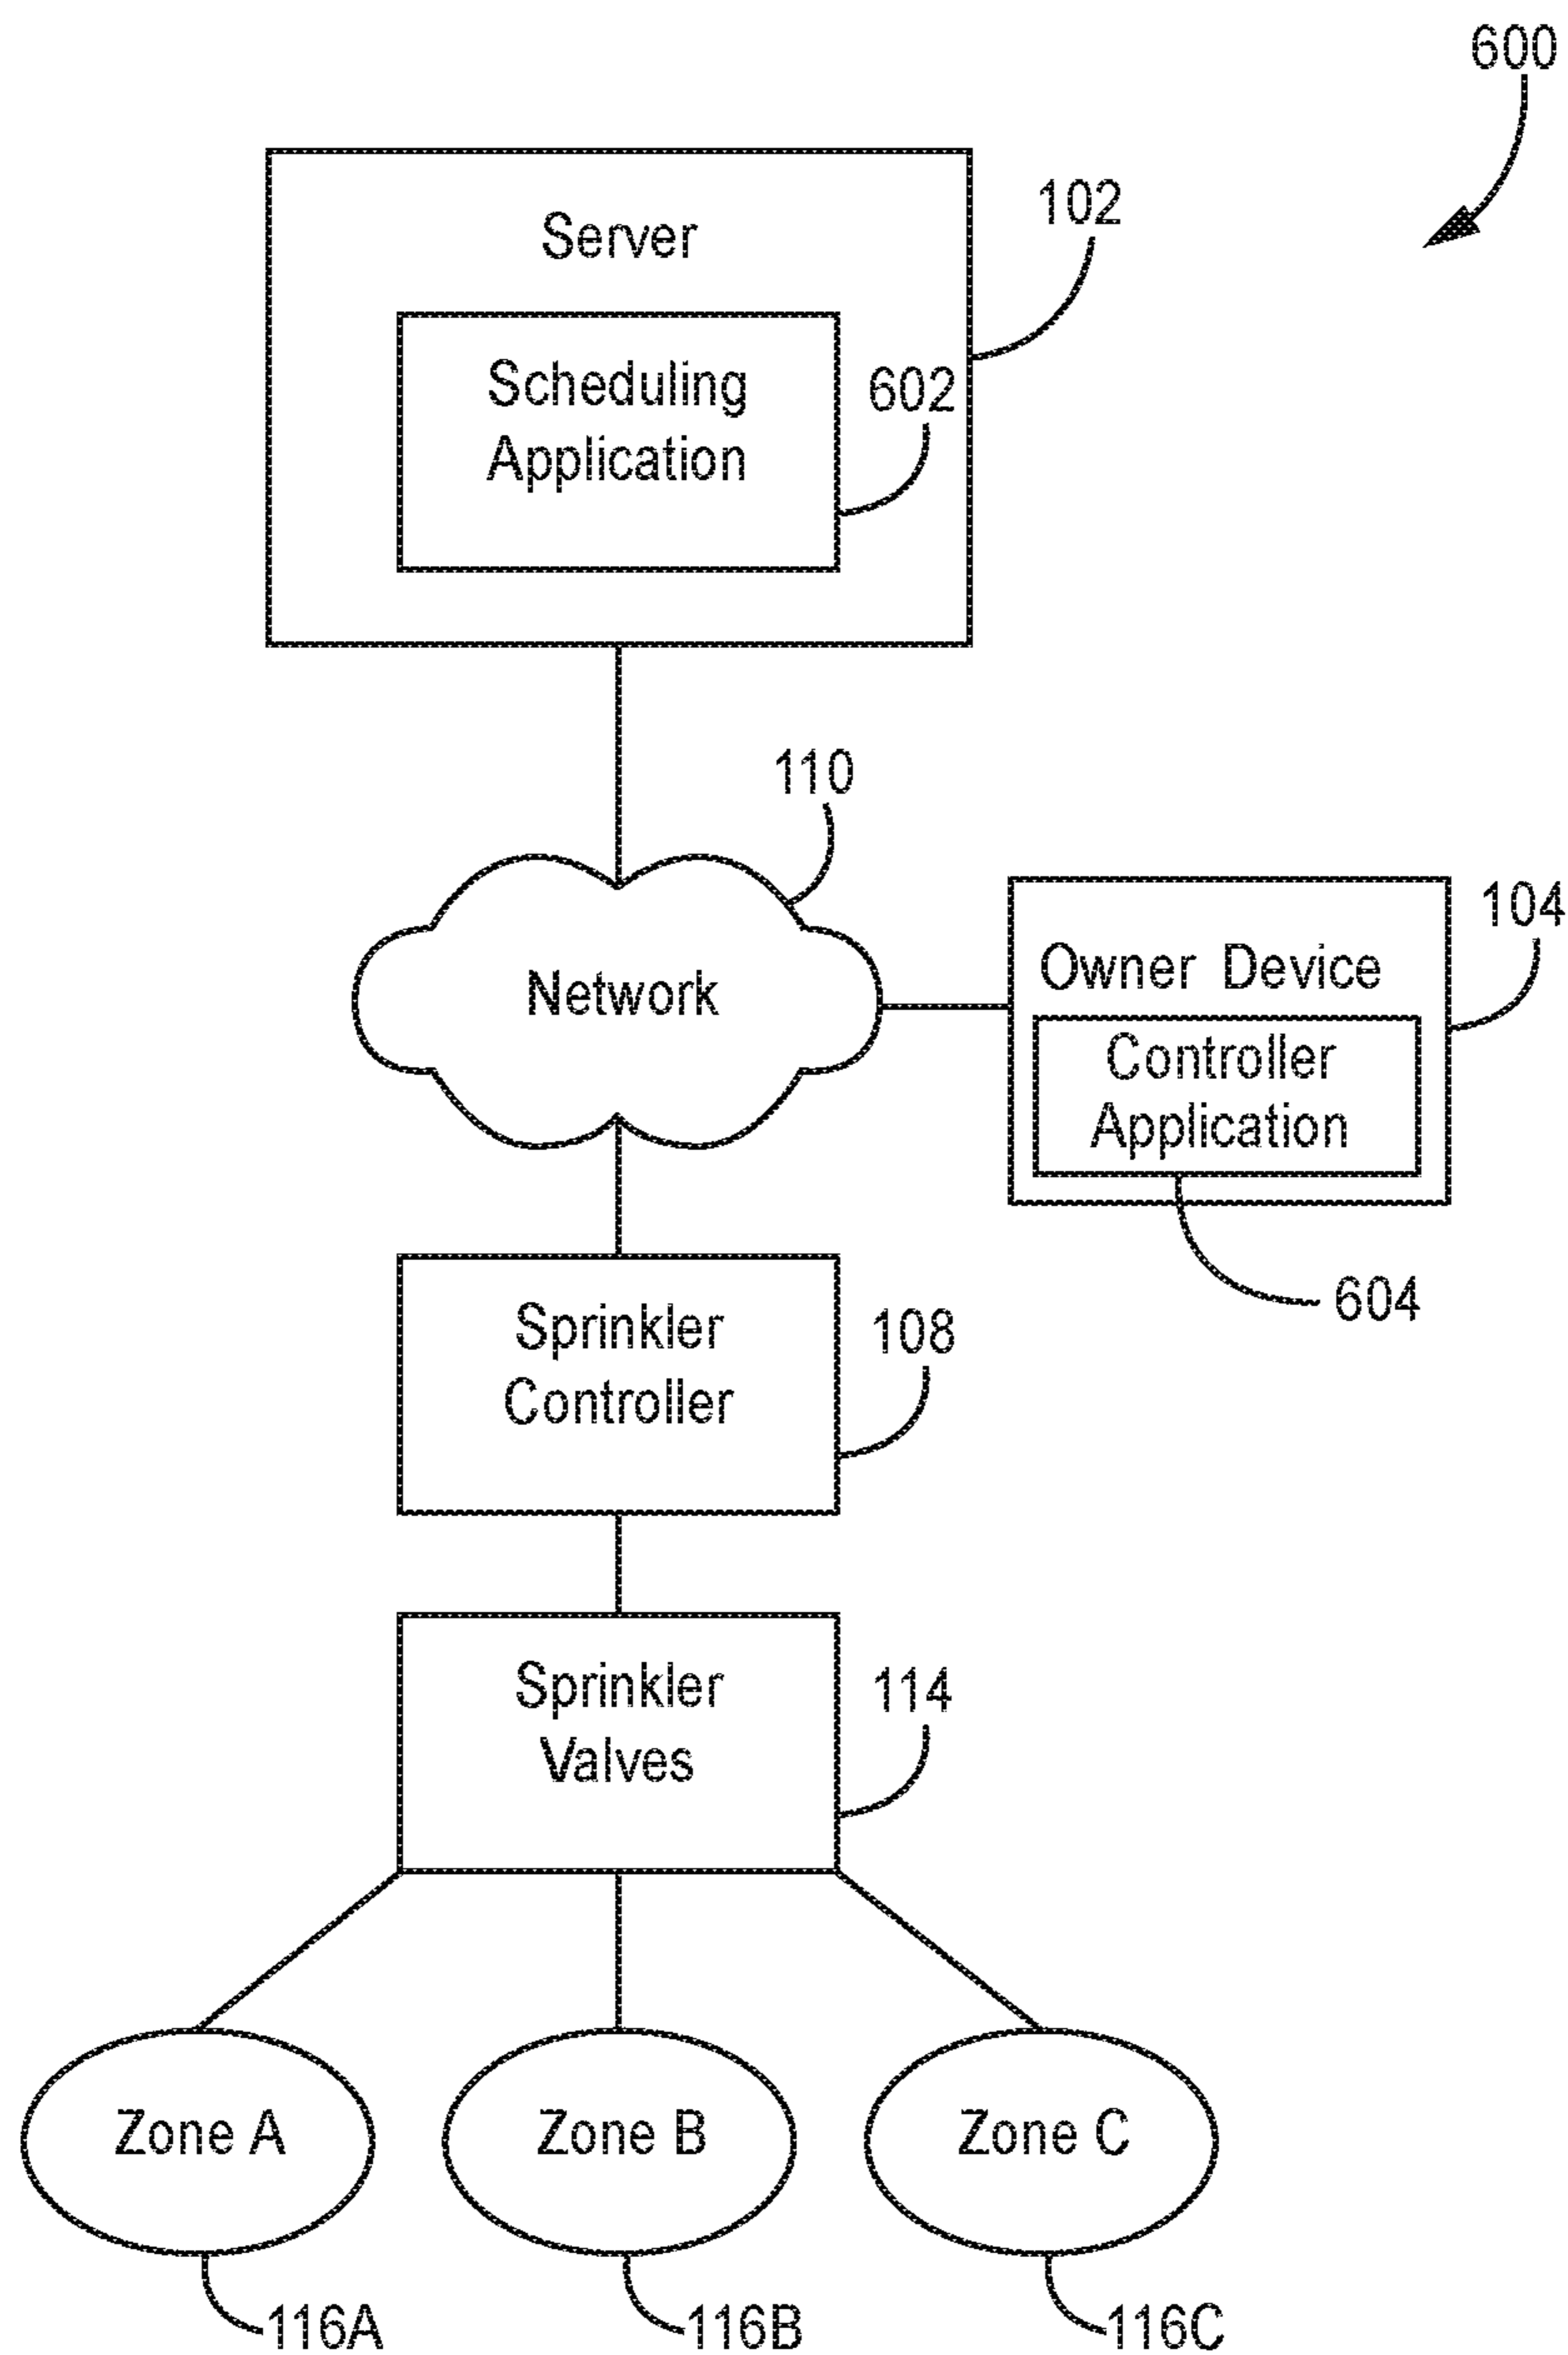 600
102
Server
Scheduling
602
Application
110
104
Owner Device
Network
Controller
Application
604
Sprinkler
108
Controller
Sprinkler
114
Valves
Zone A
Zone B
Zone C
116A
116B
116C